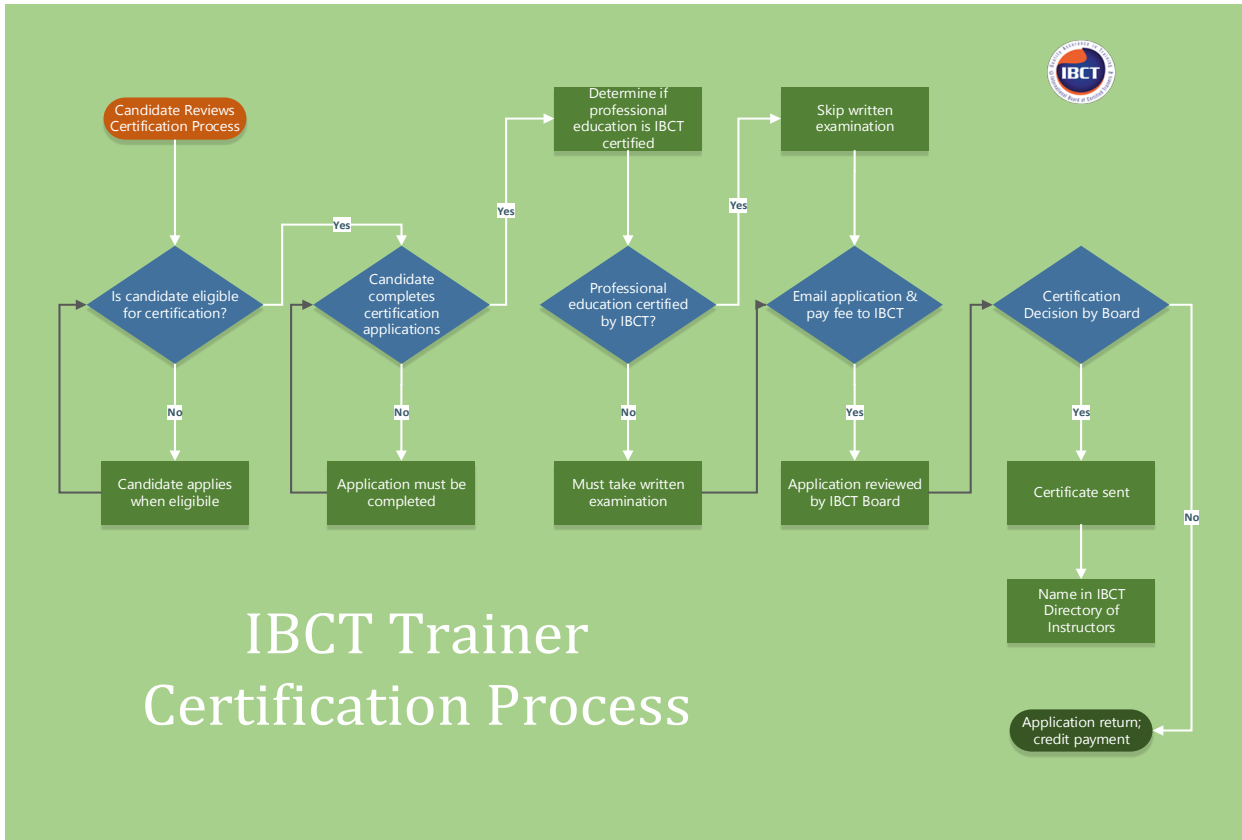 IBCT
Candidate Reviews
Certification Process
Determine if
professional
education is IBCT
certified
Skip written
examination
Yes
Yes
Yes
Is candidate eligible
for certification?
Candidate
completes
certification
applications
Professional
education certified
by IBCT?
Email application &
pay fee to IBCT
Certification
Decision by Board
No
No
No
Yes
Yes
Candidate applies
when eligibile
Application must be
completed
Must take written
examination
Application reviewed
by IBCT Board
Certificate sent
No
Name in IBCT
Directory of
Instructors
IBCT Trainer
Certification Process
Application return;
credit payment